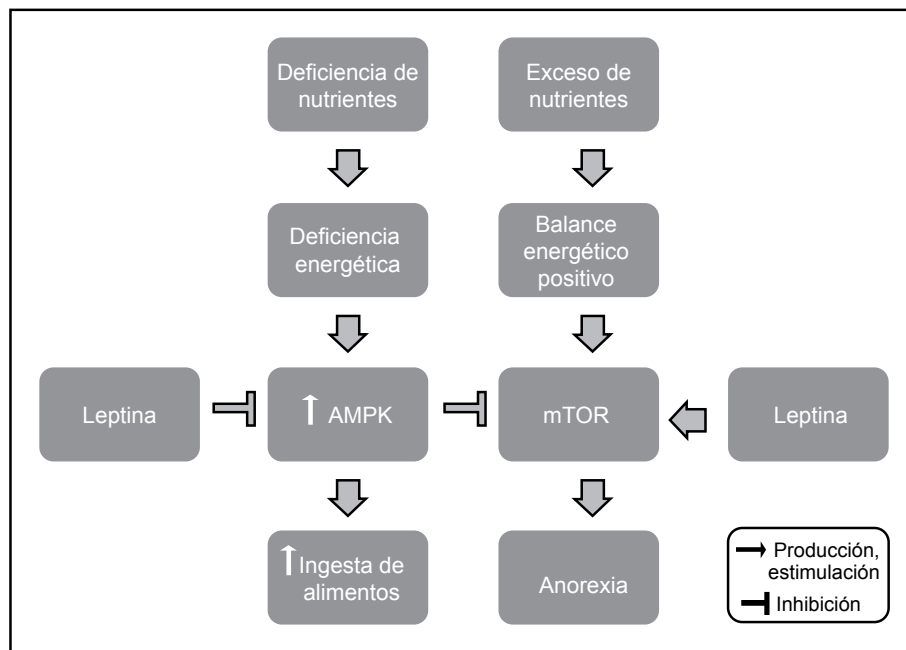 Deficiencia de
nutrientes
Exceso de
nutrientes
Deficiencia
energética
Balance
energético
positivo
Leptina
↑ AMPK
mTOR
Leptina
↑ Ingesta de
alimentos
Anorexia
Producción,
estimulación
Inhibición